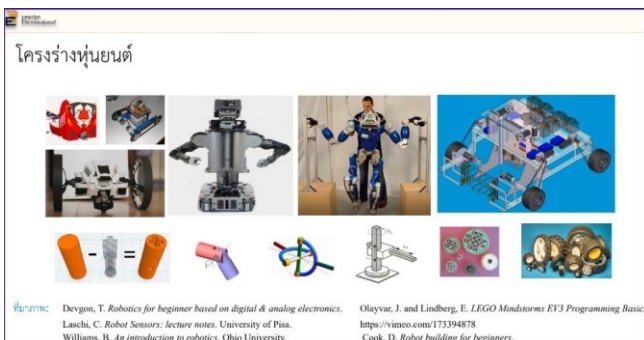 โครงร่างหุ่นยนต์
ที่มาภาพ:
Devgon, T. Robotics for beginner based on digital & analog electronics.
Laschi, C. Robot Sensors: lecture notes. University of Pisa.
Williams, B. An introduction to robotics. Ohio University.
Olayvar, J. and Lindberg, E. LEGO Mindstorms EV3 Programming Basic
https://vimeo.com/173394878
Cook, D. Robot building for beginners.